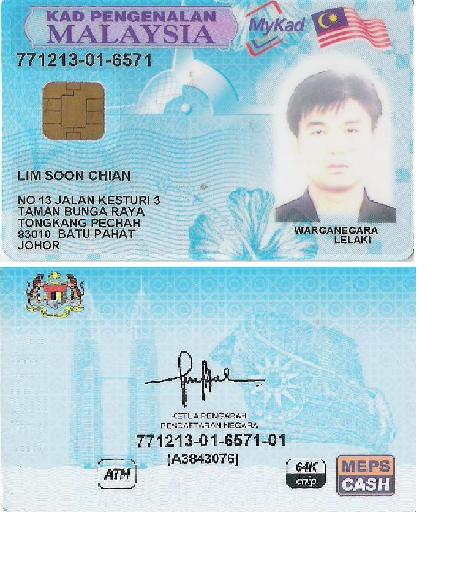 KAD PENGENALAN
MALAYSIA
MyKad
771213-01-6571
LIM SOON CHIAN
NO 13 JALAN KESTURI 3
TAMAN BUNGA RAYA
TONGKANG PECHAH
83010 BATU PAHAT
JOHOR
WARGANEGARA
LELAKI
KETUA PENGARAH
PENDAFTARAN NEGARA
771213-01-6571-01
[A3843076]
ATM
64K
chip
MEPS
CASH